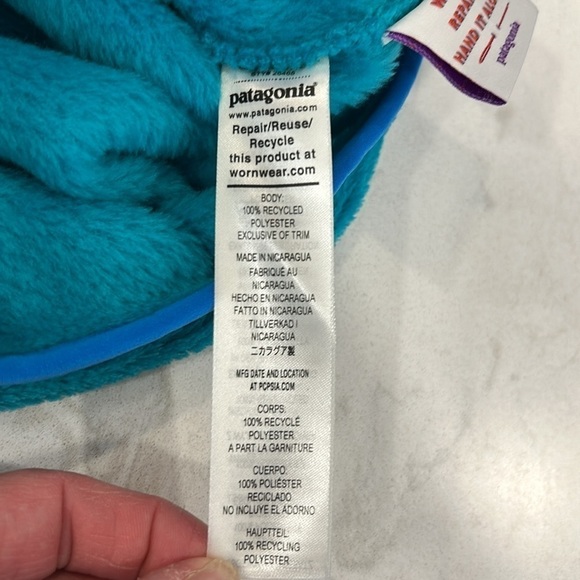 patagonia®
www.patagonia.com
Repair/Reuse/
Recycle
this product at
wornwear.com
BODY:
100% RECYCLED
POLYESTER
EXCLUSIVE OF TRIM
MADE IN NICARAGUA
FABRIQUÉ AU
NICARAGUA
HECHO EN NICARAGUA
FATTO IN NICARAGUA
TILLVERKAD I
NICARAGUA
ニカラグア製
MFG DATE AND LOCATION
AT PCPSIA.COM
CORPS:
100% RECYCLÉ
POLYESTER
A PART LA GARNITURE
CUERPO:
100% POLIÉSTER
RECICLADO
NO INCLUYE EL ADORNO
HAUPTTEIL:
100% RECYCLING
POLYESTER
HAND IT
patagonia